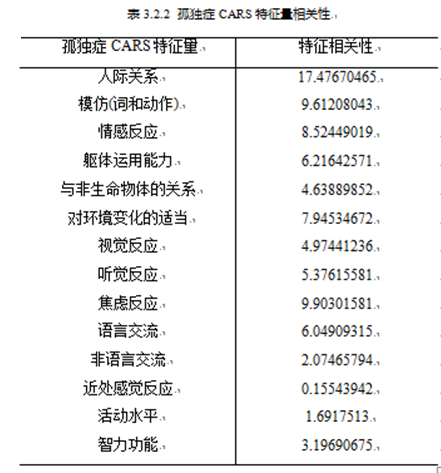 表 3.2.2 孤独症 CARS 特征量相关性
孤独症 CARS 特征量 特征相关性
人际关系 17.47670465
模仿(词和动作) 9.61208043
情感反应 8.52449019
躯体运用能力 6.21642571
与非生命物体的关系 4.63889852
对环境变化的适当 7.94534672
视觉反应 4.97441236
听觉反应 5.37615581
焦虑反应 9.90301581
语言交流 6.04909315
非语言交流 2.07465794
近处感觉反应 0.15543942
活动水平 1.6917513
智力功能 3.19690675